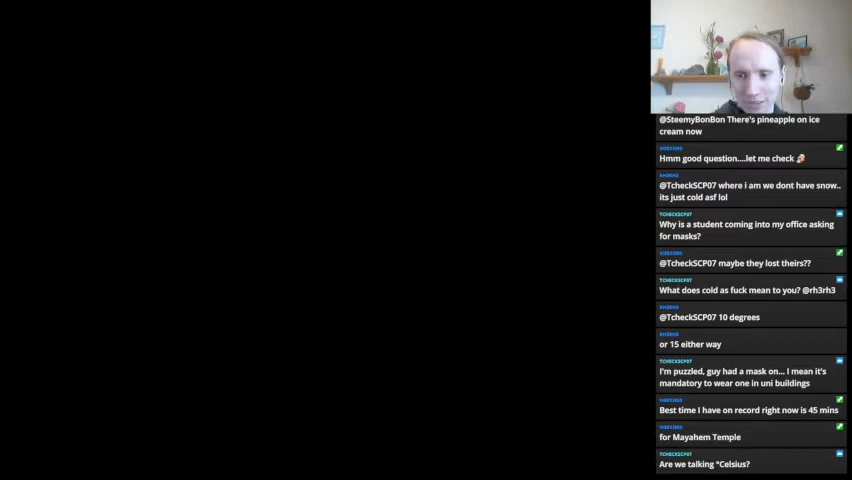 @SteemyBonBon There's pineapple on ice
cream now
Hmm good question....let me check
@TcheckSCP07 where i am we dont have snow..
its just cold asf lol
TCHECKSCP07
Why is a student coming into my office asking
for masks?
@TcheckSCP07 maybe they lost theirs??
TCHECKSCP07
What does cold as fuck mean to you? @rh3rh3
@TcheckSCP07 10 degrees
or 15 either way
TCHECKSCP07
I'm puzzled, guy had a mask on... I mean it's
mandatory to wear one in uni buildings
Best time I have on record right now is 45 mins
for Mayahem Temple
TCHECKSCP07
Are we talking °Celsius?